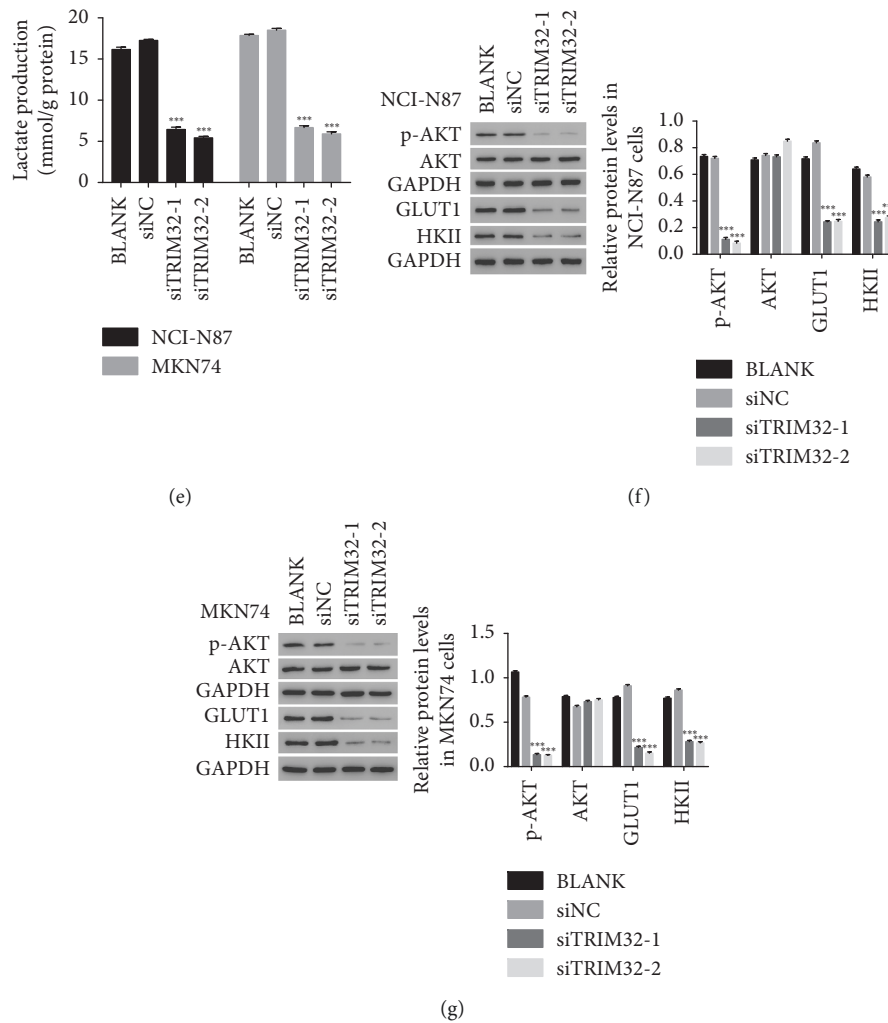 Lactate production
(mmol/g protein)
20
15
10
5
0
***
***
***
***
BLANK
siNC
siTRIM32-1
siTRIM32-2
BLANK
siNC
siTRIM32-1
siTRIM32-2
NCI-N87
MKN74
(e)
NCI-N87
BLANK
siNC
siTRIM32-1
siTRIM32-2
p-AKT
AKT
GAPDH
GLUT1
HKII
GAPDH
Relative protein levels in
NCI-N87 cells
1.0
0.8
0.6
0.4
0.2
0.0
***
***
***
***
***
p-AKT
AKT
GLUT1
HKII
BLANK
siNC
siTRIM32-1
siTRIM32-2
(f)
MKN74
BLANK
siNC
siTRIM32-1
siTRIM32-2
p-AKT
AKT
GAPDH
GLUT1
HKII
GAPDH
Relative protein levels
in MKN74 cells
1.5
1.0
0.5
0.0
***
***
***
***
***
***
p-AKT
AKT
GLUT1
HKII
BLANK
siNC
siTRIM32-1
siTRIM32-2
(g)